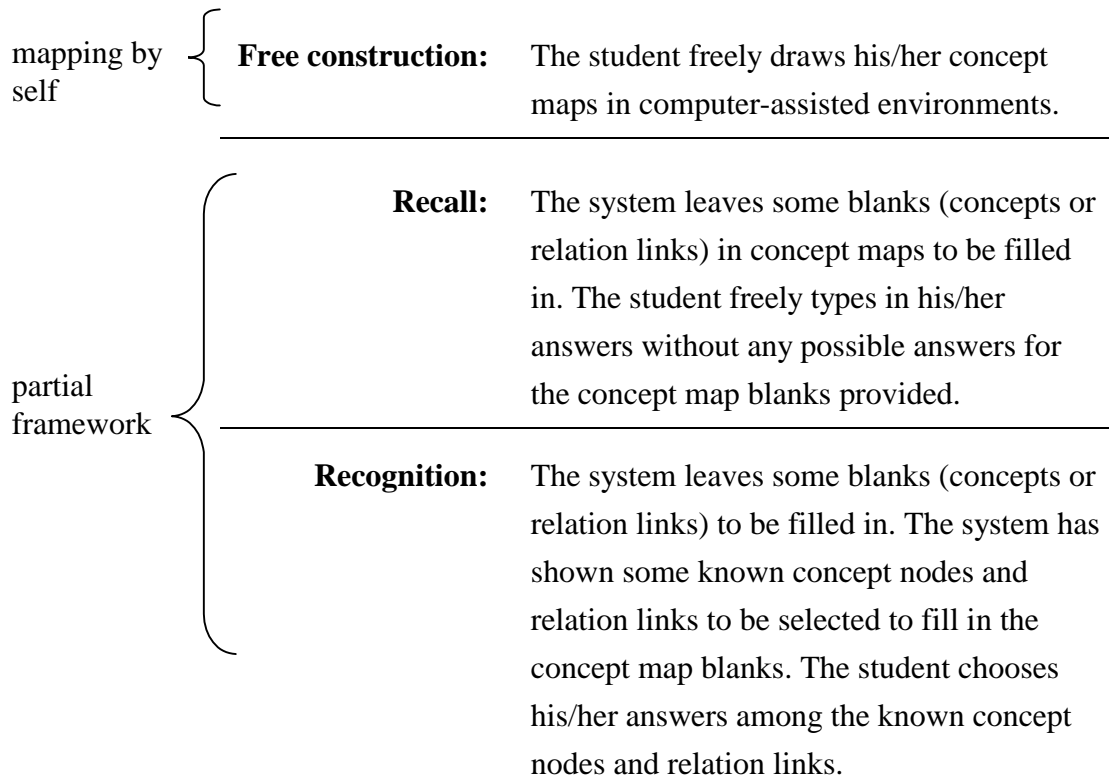 mapping by
self
Free construction: The student freely draws his/her concept
maps in computer-assisted environments.
partial
framework
Recall: The system leaves some blanks (concepts or
relation links) in concept maps to be filled
in. The student freely types in his/her
answers without any possible answers for
the concept map blanks provided.
Recognition: The system leaves some blanks (concepts or
relation links) to be filled in. The system has
shown some known concept nodes and
relation links to be selected to fill in the
concept map blanks. The student chooses
his/her answers among the known concept
nodes and relation links.